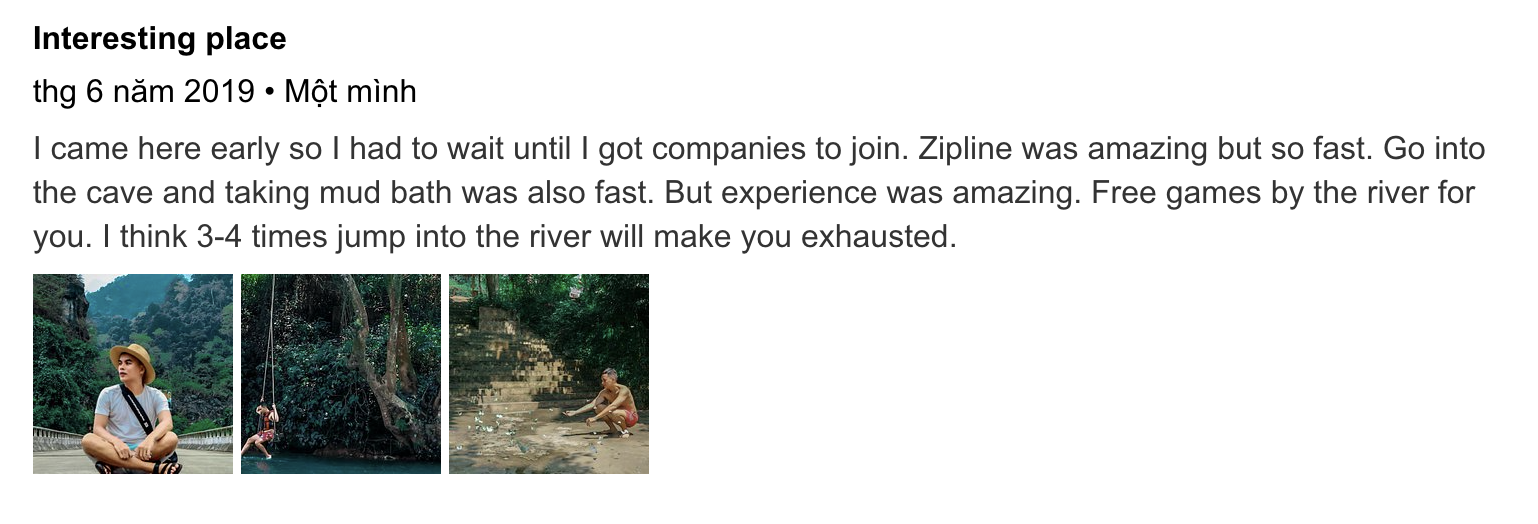 Interesting place
thg 6 năm 2019 • Một mình
I came here early so I had to wait until I got companies to join. Zipline was amazing but so fast. Go into
the cave and taking mud bath was also fast. But experience was amazing. Free games by the river for
you. I think 3-4 times jump into the river will make you exhausted.